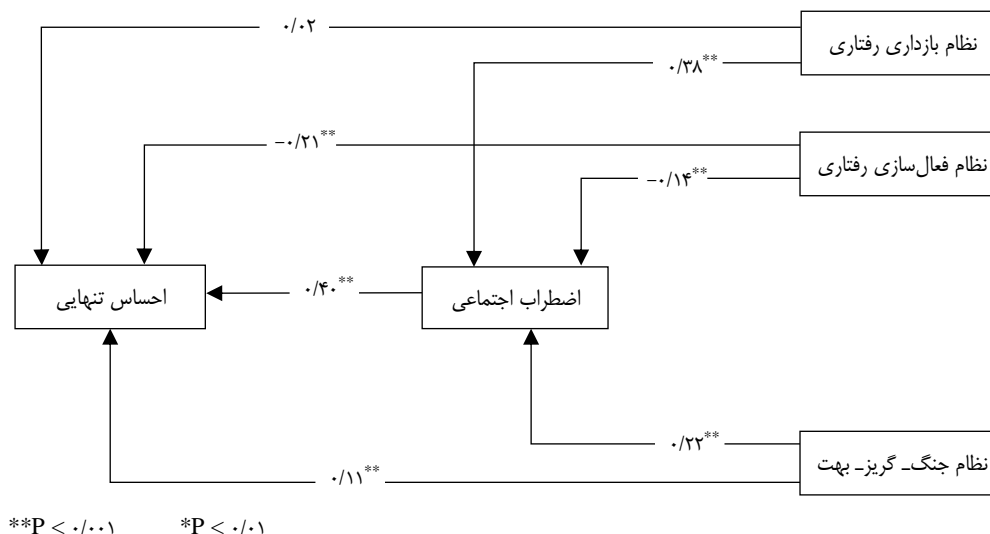 ۰/۰۲
نظام بازداری رفتاری
۰/۳۸**
−۰/۲۱**
نظام فعال‌سازی رفتاری
−۰/۱۴**
احساس تنهایی
۰/۴۰**
اضطراب اجتماعی
۰/۲۲**
نظام جنگ‌ـ گریزـ بهت
۰/۱۱**
**P < ۰/۰۰۱ *P < ۰/۰۱